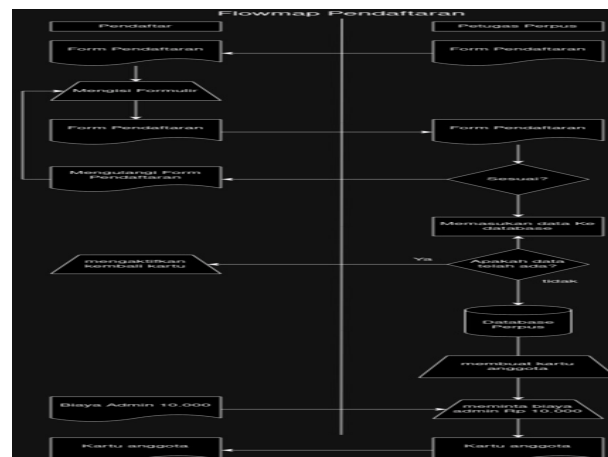 Flowmap Pendaftaran
Pendaftar
Petugas Perpus
Form Pendaftaran
Form Pendaftaran
Mengisi Formulir
Form Pendaftaran
Form Pendaftaran
Mengulangi Form
Pendaftaran
Sesuai?
Memasukan data Ke
database
mengaktifkan
kembali kartu
Ya
Apakah data
telah ada?
tidak
Database
Perpus
membuat kartu
anggota
Biaya Admin 10.000
meminta biaya
admin Rp 10.000
Kartu anggota
Kartu anggota